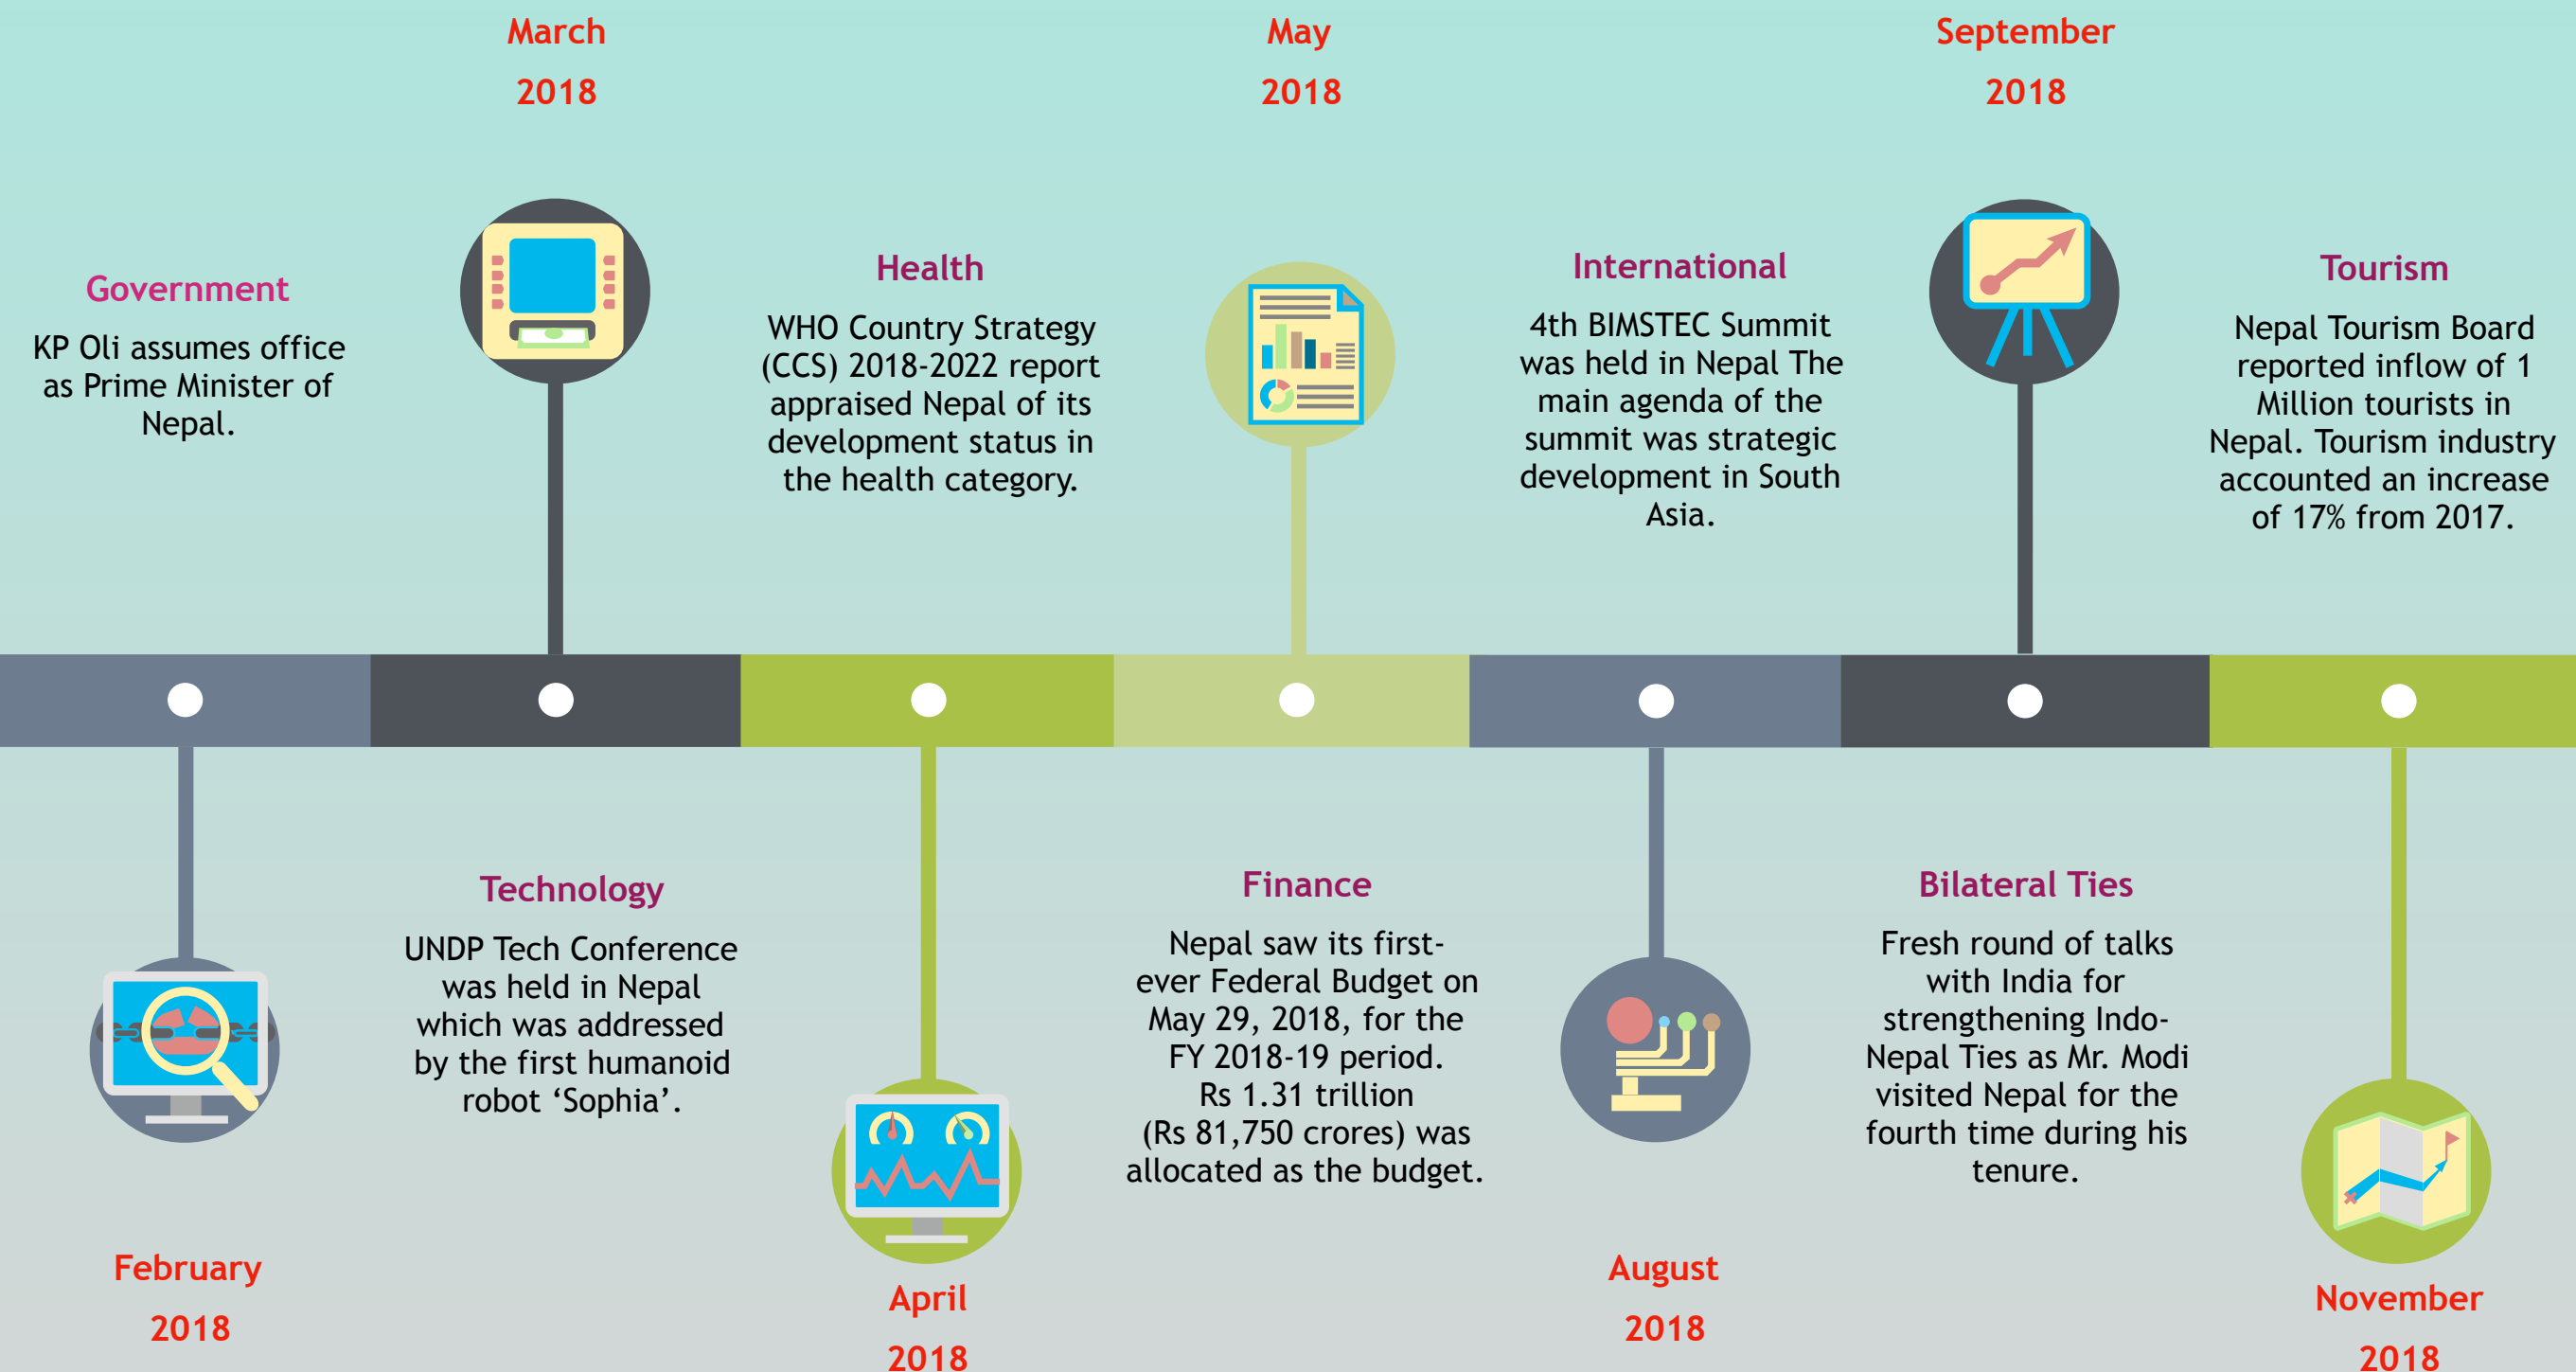 Government
KP Oli assumes office
as Prime Minister of
Nepal.
February
2018
March
2018
Technology
UNDP Tech Conference
was held in Nepal
which was addressed
by the first humanoid
robot ‘Sophia’.
Health
WHO Country Strategy
(CCS) 2018-2022 report
appraised Nepal of its
development status in
the health category.
April
2018
May
2018
Finance
Nepal saw its first-
ever Federal Budget on
May 29, 2018, for the
FY 2018-19 period.
Rs 1.31 trillion
(Rs 81,750 crores) was
allocated as the budget.
International
4th BIMSTEC Summit
was held in Nepal The
main agenda of the
summit was strategic
development in South
Asia.
August
2018
September
2018
Bilateral Ties
Fresh round of talks
with India for
strengthening Indo-
Nepal Ties as Mr. Modi
visited Nepal for the
fourth time during his
tenure.
Tourism
Nepal Tourism Board
reported inflow of 1
Million tourists in
Nepal. Tourism industry
accounted an increase
of 17% from 2017.
November
2018